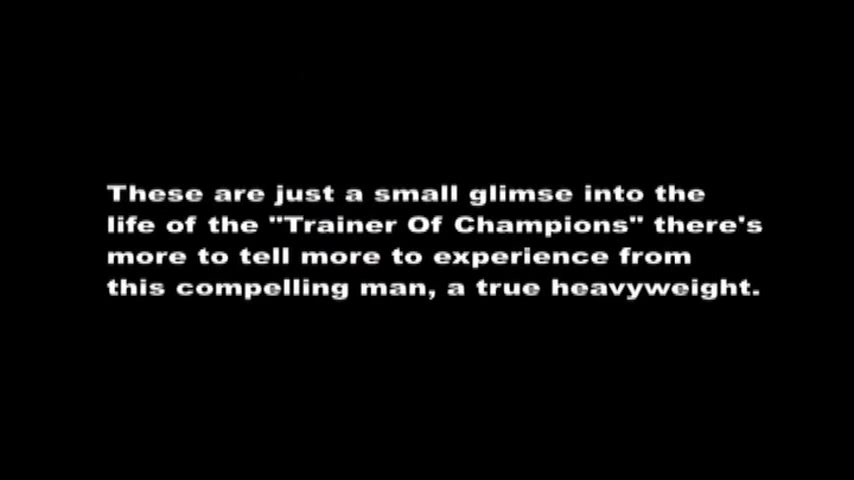 These are just a small glimse into the
life of the "Trainer Of Champions" there's
more to tell more to experience from
this compelling man, a true heavyweight.